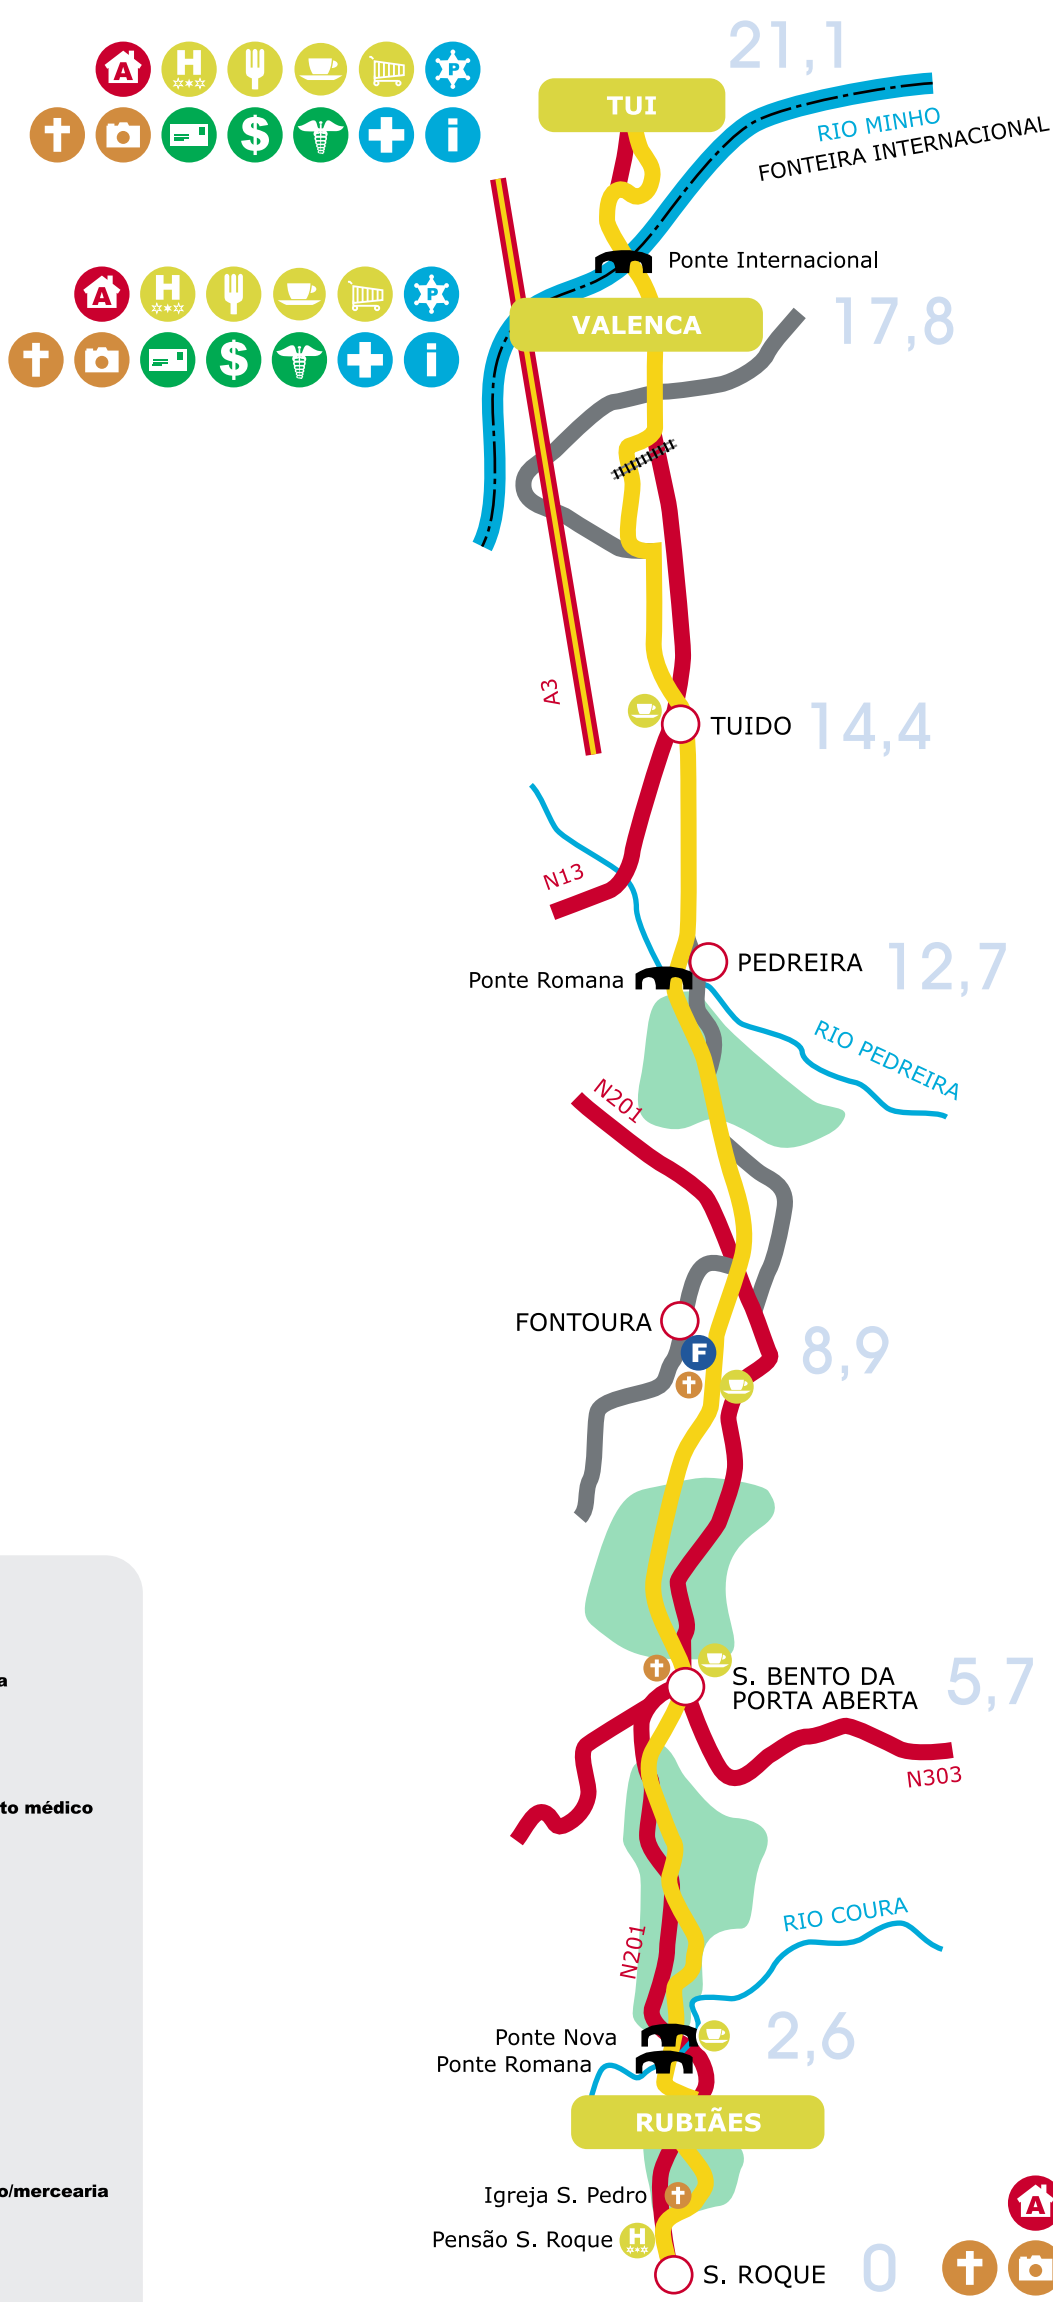 21,1
TUI
RIO MINHO
FONTEIRA INTERNACIONAL
Ponte Internacional
VALENCA
17,8
A3
TUIDO
14,4
N13
PEDREIRA
12,7
Ponte Romana
RIO PEDREIRA
N201
FONTOURA
F
8,9
S. BENTO DA
PORTA ABERTA
5,7
N303
RIO COURA
N201
Ponte Nova
2,6
Ponte Romana
RUBIÃES
Igreja S. Pedro
Pensão S. Roque
H
S. ROQUE
0
A
A
H
P
$
i
A
H
P
$
i
a
to médico
o/mercearia